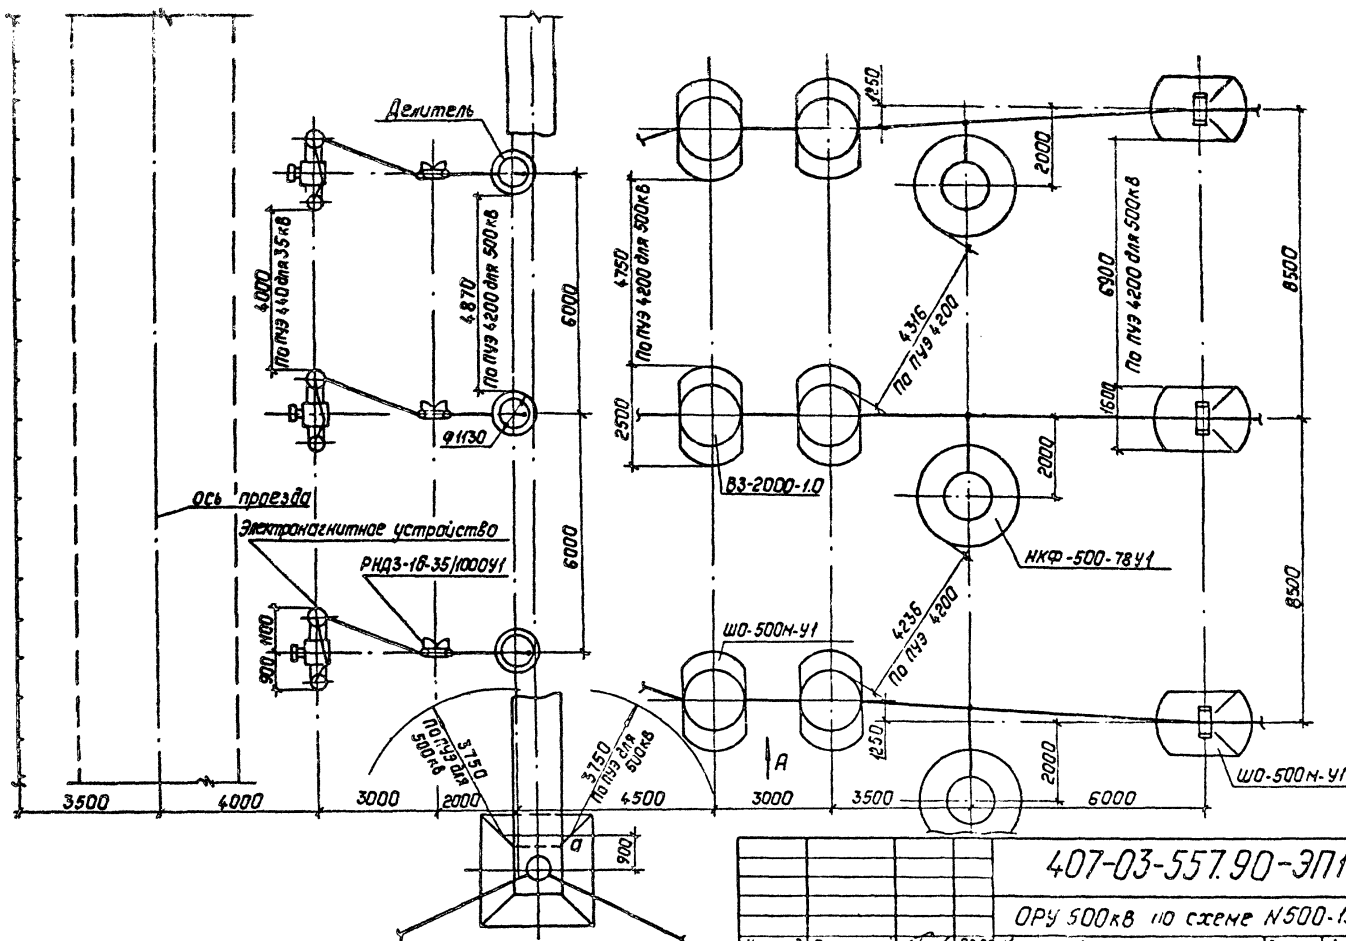 Делитель
1250
2000
4000
По ПУЭ 440 для 35кВ
4870
По ПУЭ 4200 для 500кВ
6000
4750
По ПУЭ 4200 для 500кВ
4316
По ПУЭ 4200
6900
По ПУЭ 4200 для 500кВ
8500
1600
2500
Ф1130
ВЗ-2000-1.0
2000
ось проезда
Электромагнитное устройство
РНДЗ-1б-35/1000У1
6000
НКФ-500-78У1
8500
1100
900
ШО-500М-У1
4236
По ПУЭ 4200
3750
По ПУЭ для
500кВ
3750
По ПУЭ для
500кВ
А
1250
2000
ШО-500М-У1
3500
4000
3000
2000
4500
3000
3500
6000
а
900
407-03-557.90-ЭП1
ОРУ 500кВ по схеме N500-1